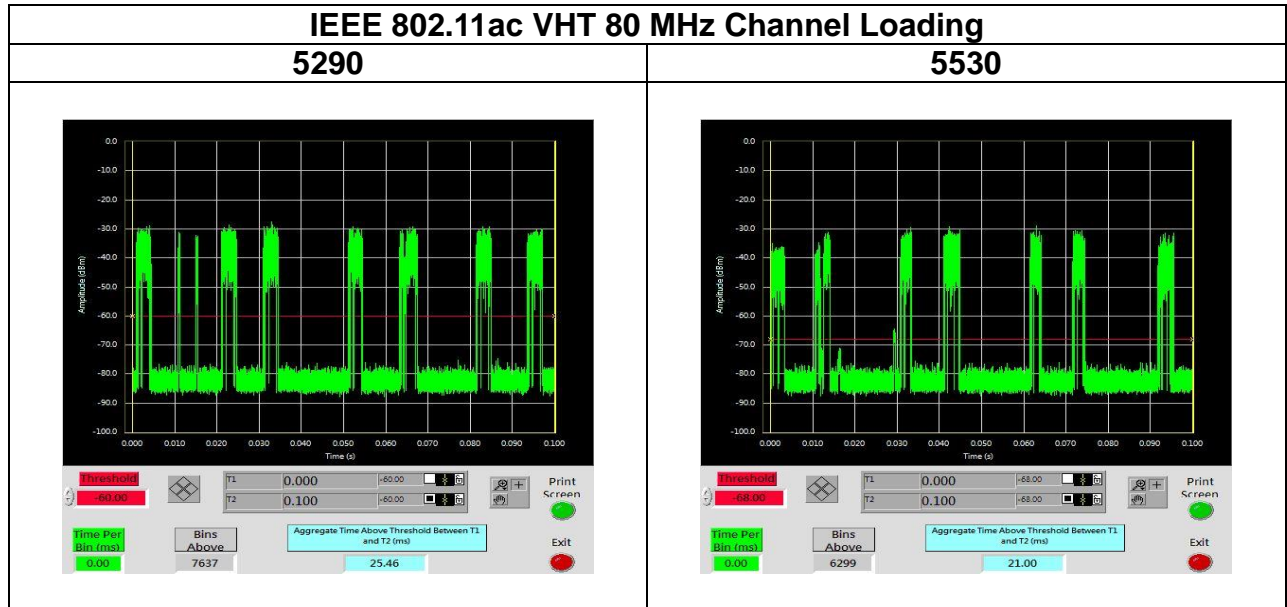 IEEE 802.11ac VHT 80 MHz Channel Loading
5290
5530
0.0
-10.0
-20.0
-30.0
-40.0
-50.0
-60.0
-70.0
-80.0
-90.0
-100.0
Amplitude (dBm)
0.000 0.010 0.020 0.030 0.040 0.050 0.060 0.070 0.080 0.090 0.100
Time (s)
Threshold
-60.00
T1 0.000 -60.00
T2 0.100 -60.00
Print
Screen
Time Per
Bin (ms)
0.00
Bins
Above
7637
Aggregate Time Above Threshold Between T1
and T2 (ms)
25.46
Exit
0.0
-10.0
-20.0
-30.0
-40.0
-50.0
-60.0
-70.0
-80.0
-90.0
-100.0
Amplitude (dBm)
0.000 0.010 0.020 0.030 0.040 0.050 0.060 0.070 0.080 0.090 0.100
Time (s)
Threshold
-68.00
T1 0.000 -68.00
T2 0.100 -68.00
Print
Screen
Time Per
Bin (ms)
0.00
Bins
Above
6299
Aggregate Time Above Threshold Between T1
and T2 (ms)
21.00
Exit